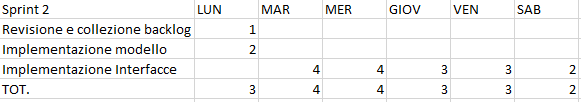 Sprint 2 LUN MAR MER GIOV VEN SAB
Revisione e collezione backlog 1
Implementazione modello 2
Implementazione Interfacce 4 4 3 3 2
TOT. 3 4 4 3 3 2